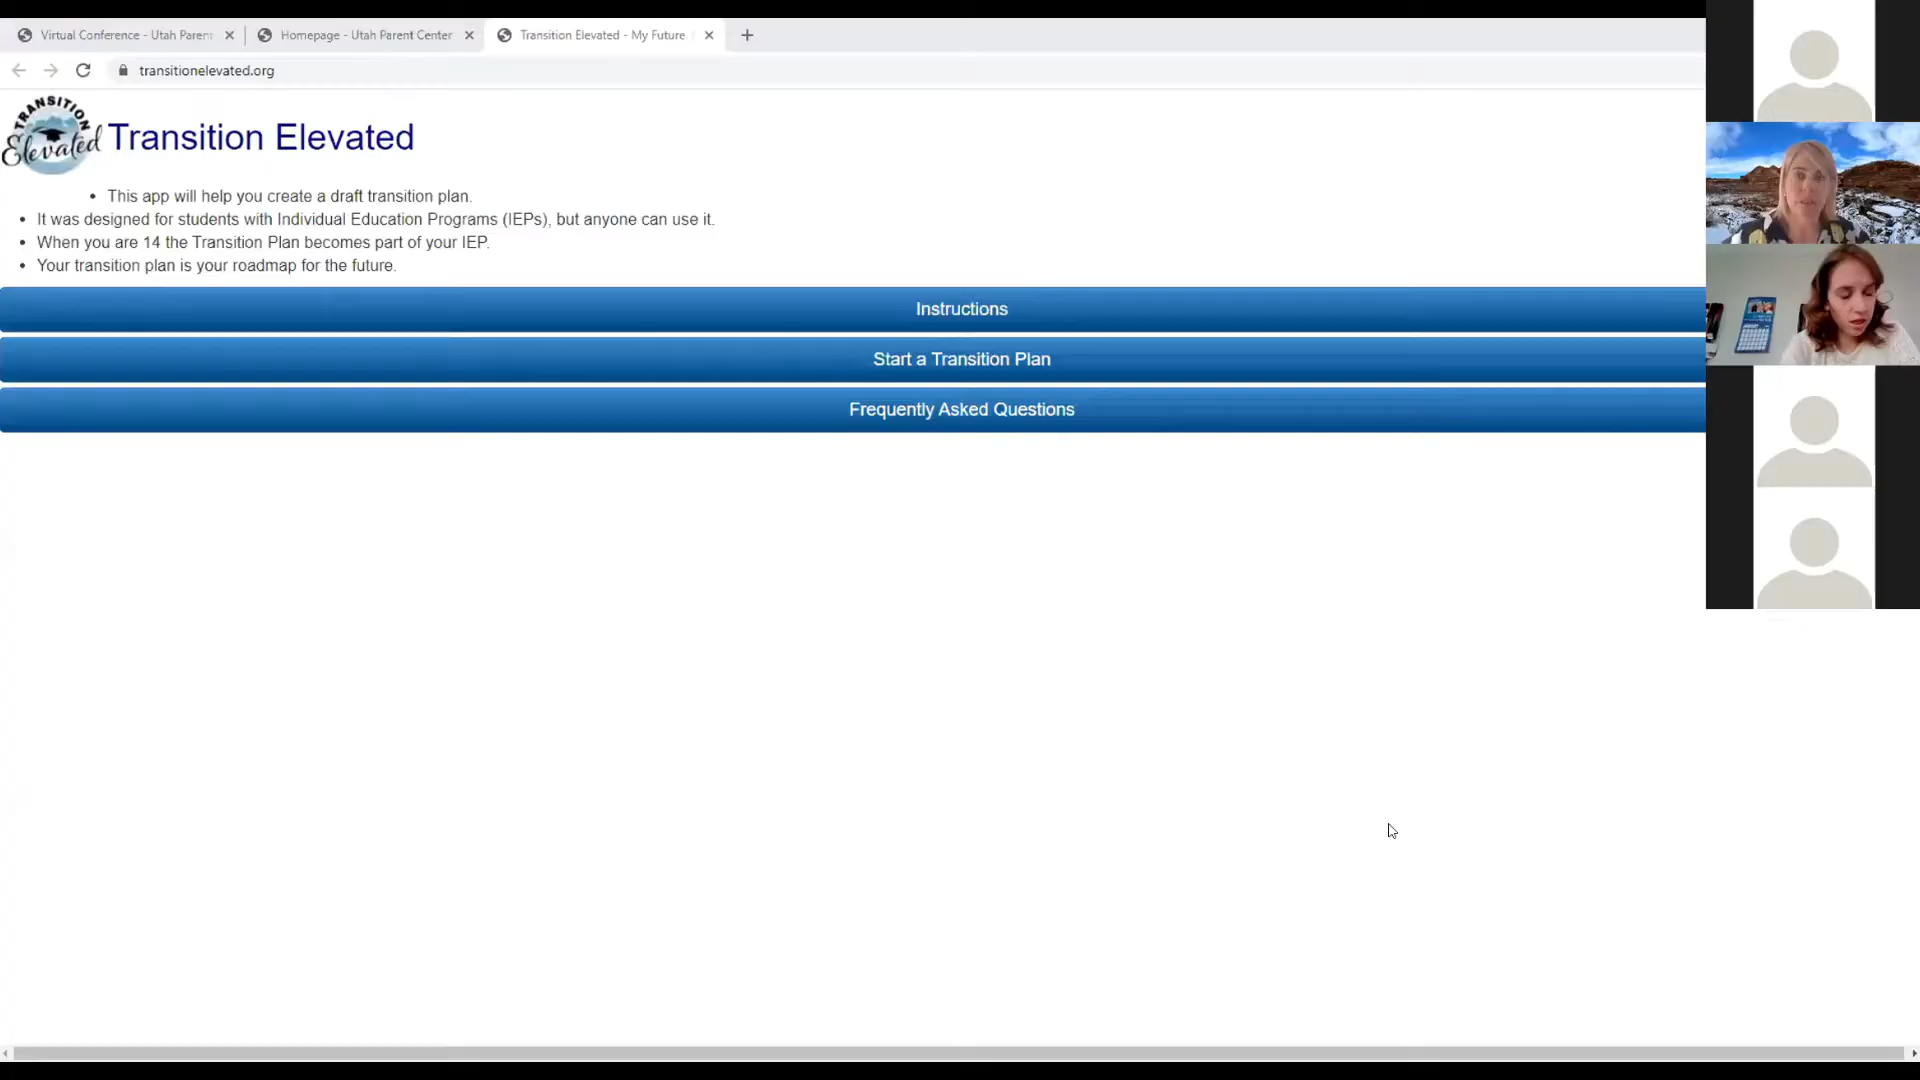 Virtual Conference - Utah Paren
Homepage - Utah Parent Center
Transition Elevated - My Future
transitionelevated.org
TRANSITION
Elevated
Transition Elevated
• This app will help you create a draft transition plan.
• It was designed for students with Individual Education Programs (IEPs), but anyone can use it.
• When you are 14 the Transition Plan becomes part of your IEP.
• Your transition plan is your roadmap for the future.
Instructions
Start a Transition Plan
Frequently Asked Questions